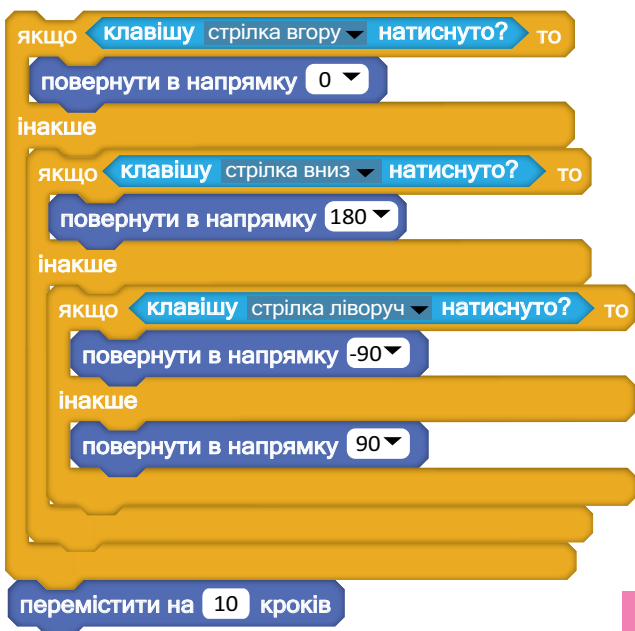 якщо клавішу стрілка вгору натиснуто? то
повернути в напрямку 0
інакше
якщо клавішу стрілка вниз натиснуто? то
повернути в напрямку 180
інакше
якщо клавішу стрілка ліворуч натиснуто? то
повернути в напрямку -90
інакше
повернути в напрямку 90
перемістити на 10 кроків